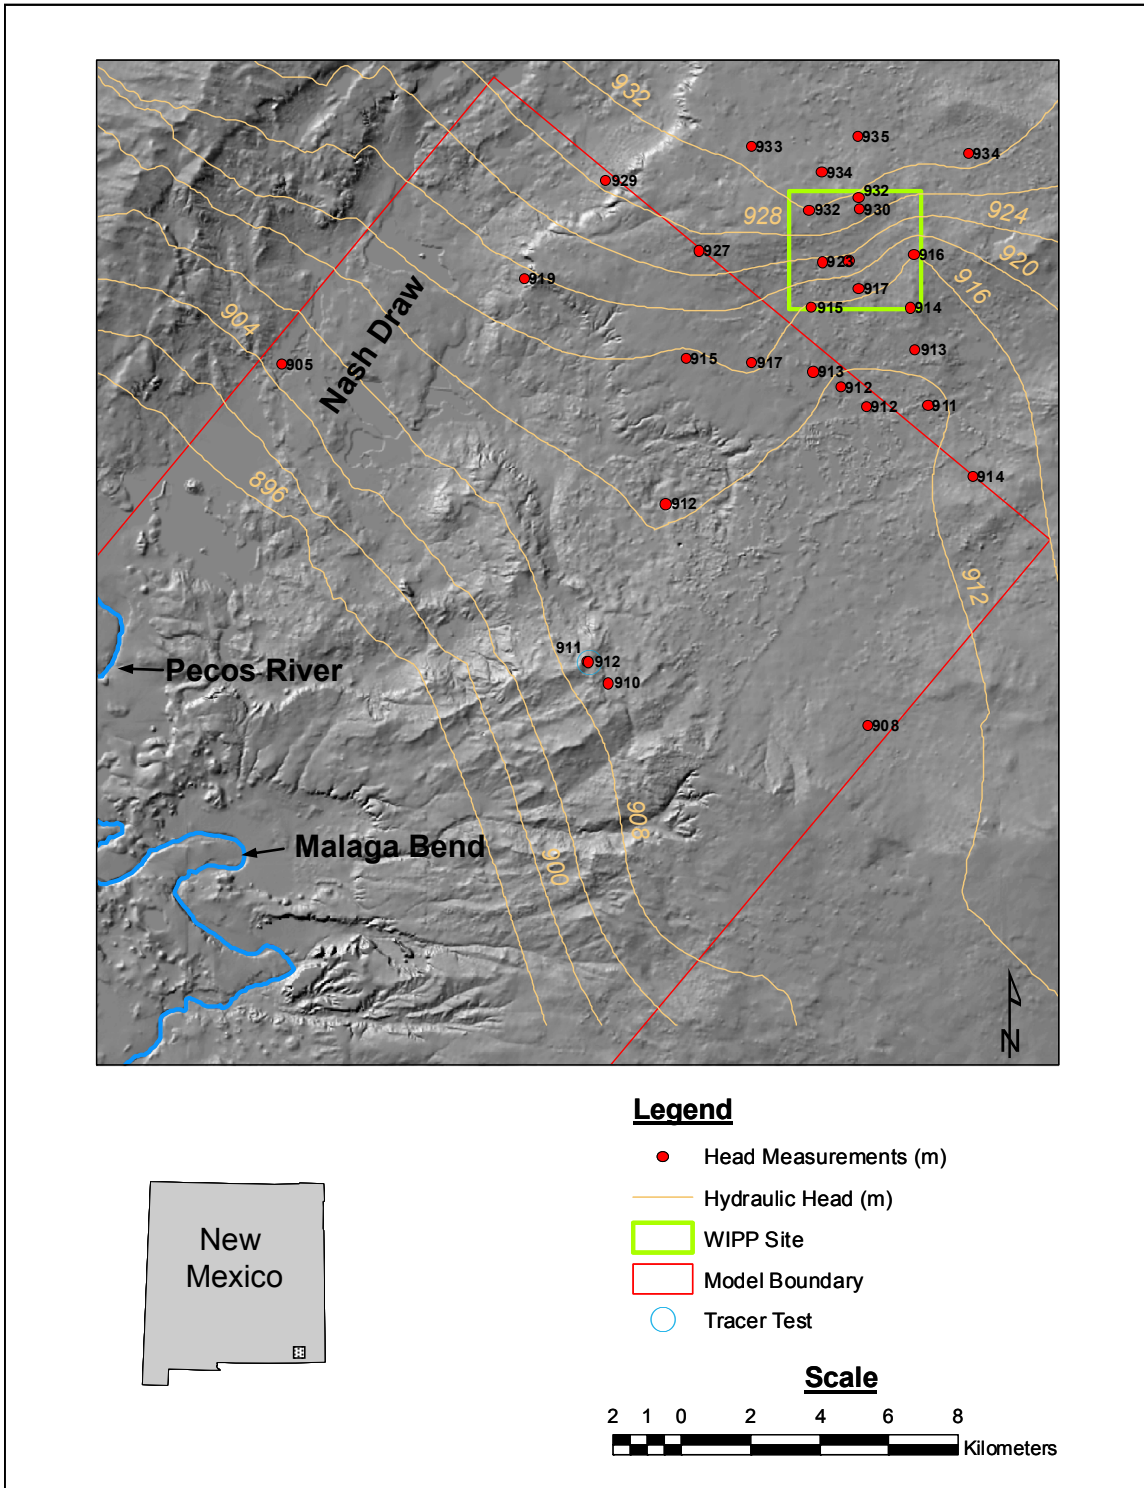 932
935
933
934
934
929
932
932
930
928
924
927
920
923
916
919
916
917
915
914
904
Nash Draw
913
905
915
917
913
912
912
911
914
896
912
912
911
912
Pecos River
910
908
908
Malaga Bend
900
N
Legend
Head Measurements (m)
Hydraulic Head (m)
WIPP Site
Model Boundary
Tracer Test
New
Mexico
Scale
2 1 0 2 4 6 8
Kilometers